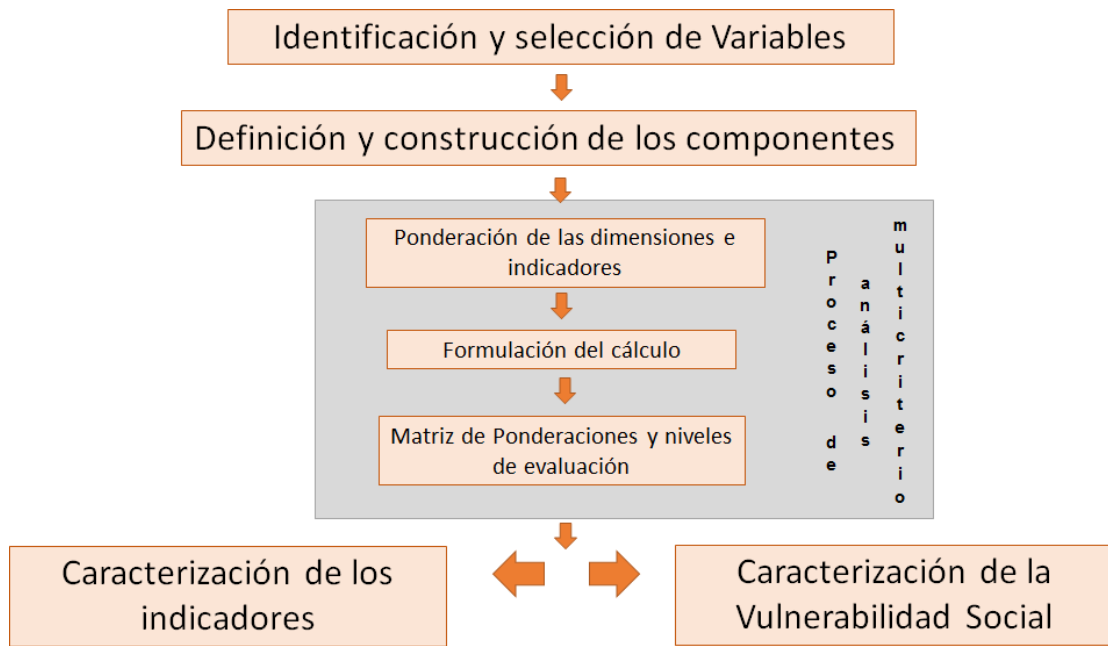 Identificación y selección de Variables
Definición y construcción de los componentes
Ponderación de las dimensiones e
indicadores
Formulación del cálculo
Matriz de Ponderaciones y niveles
de evaluación
Proceso de
análisis
multicriterio
Caracterización de los
indicadores
Caracterización de la
Vulnerabilidad Social